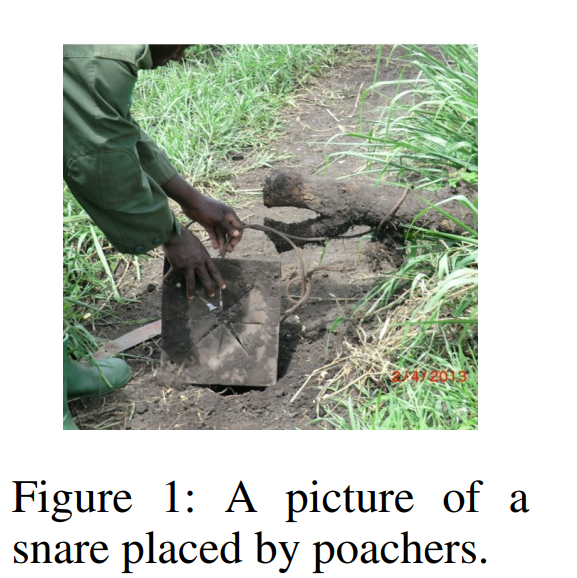 3/4/2013
Figure 1: A picture of a
snare placed by poachers.